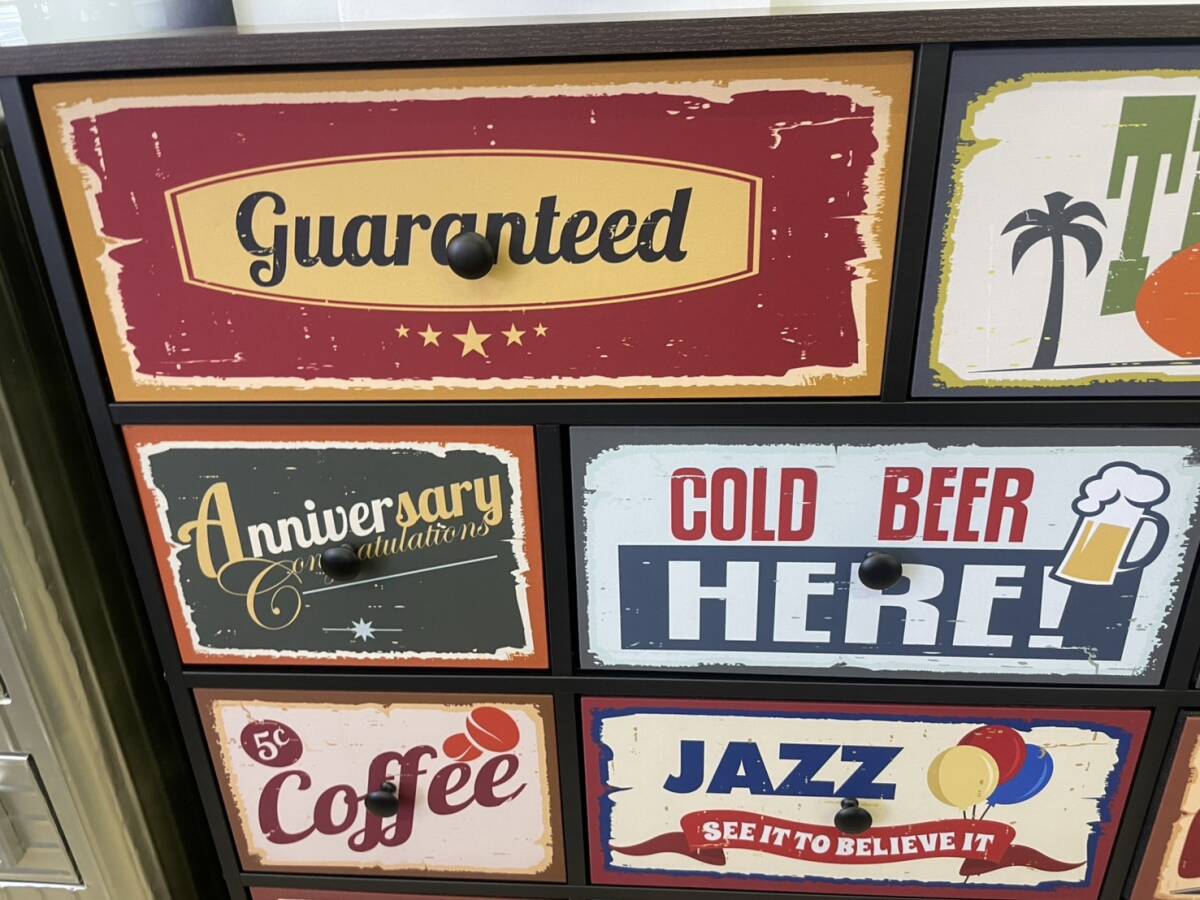 Guaranteed
Anniversary
Congratulations
COLD BEER
HERE!
5¢
Coffee
JAZZ
SEE IT TO BELIEVE IT